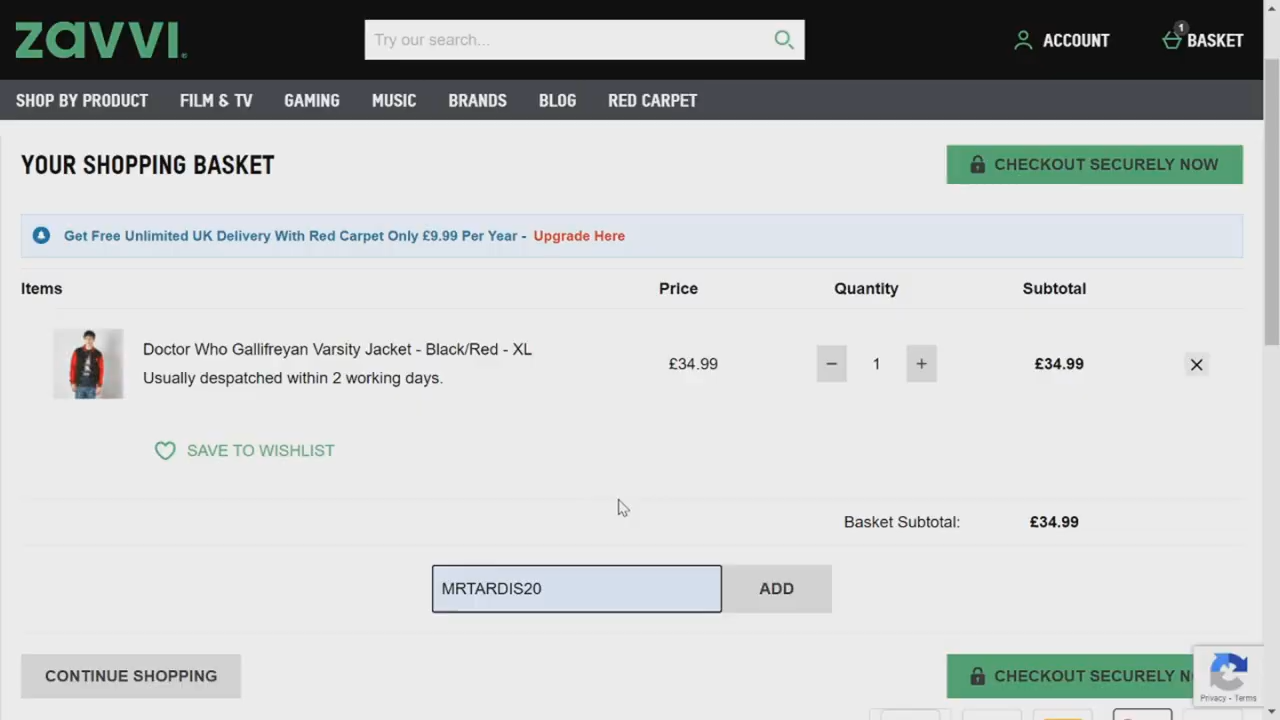 zavvi
Try our search...
ACCOUNT
1
BASKET
SHOP BY PRODUCT
FILM & TV
GAMING
MUSIC
BRANDS
BLOG
RED CARPET
YOUR SHOPPING BASKET
CHECKOUT SECURELY NOW
Get Free Unlimited UK Delivery With Red Carpet Only £9.99 Per Year - Upgrade Here
Items
Price
Quantity
Subtotal
Doctor Who Gallifreyan Varsity Jacket - Black/Red - XL
Usually despatched within 2 working days.
£34.99
1
£34.99
SAVE TO WISHLIST
Basket Subtotal:
£34.99
MRTARDIS20
ADD
CONTINUE SHOPPING
CHECKOUT SECURELY N
Privacy - Terms